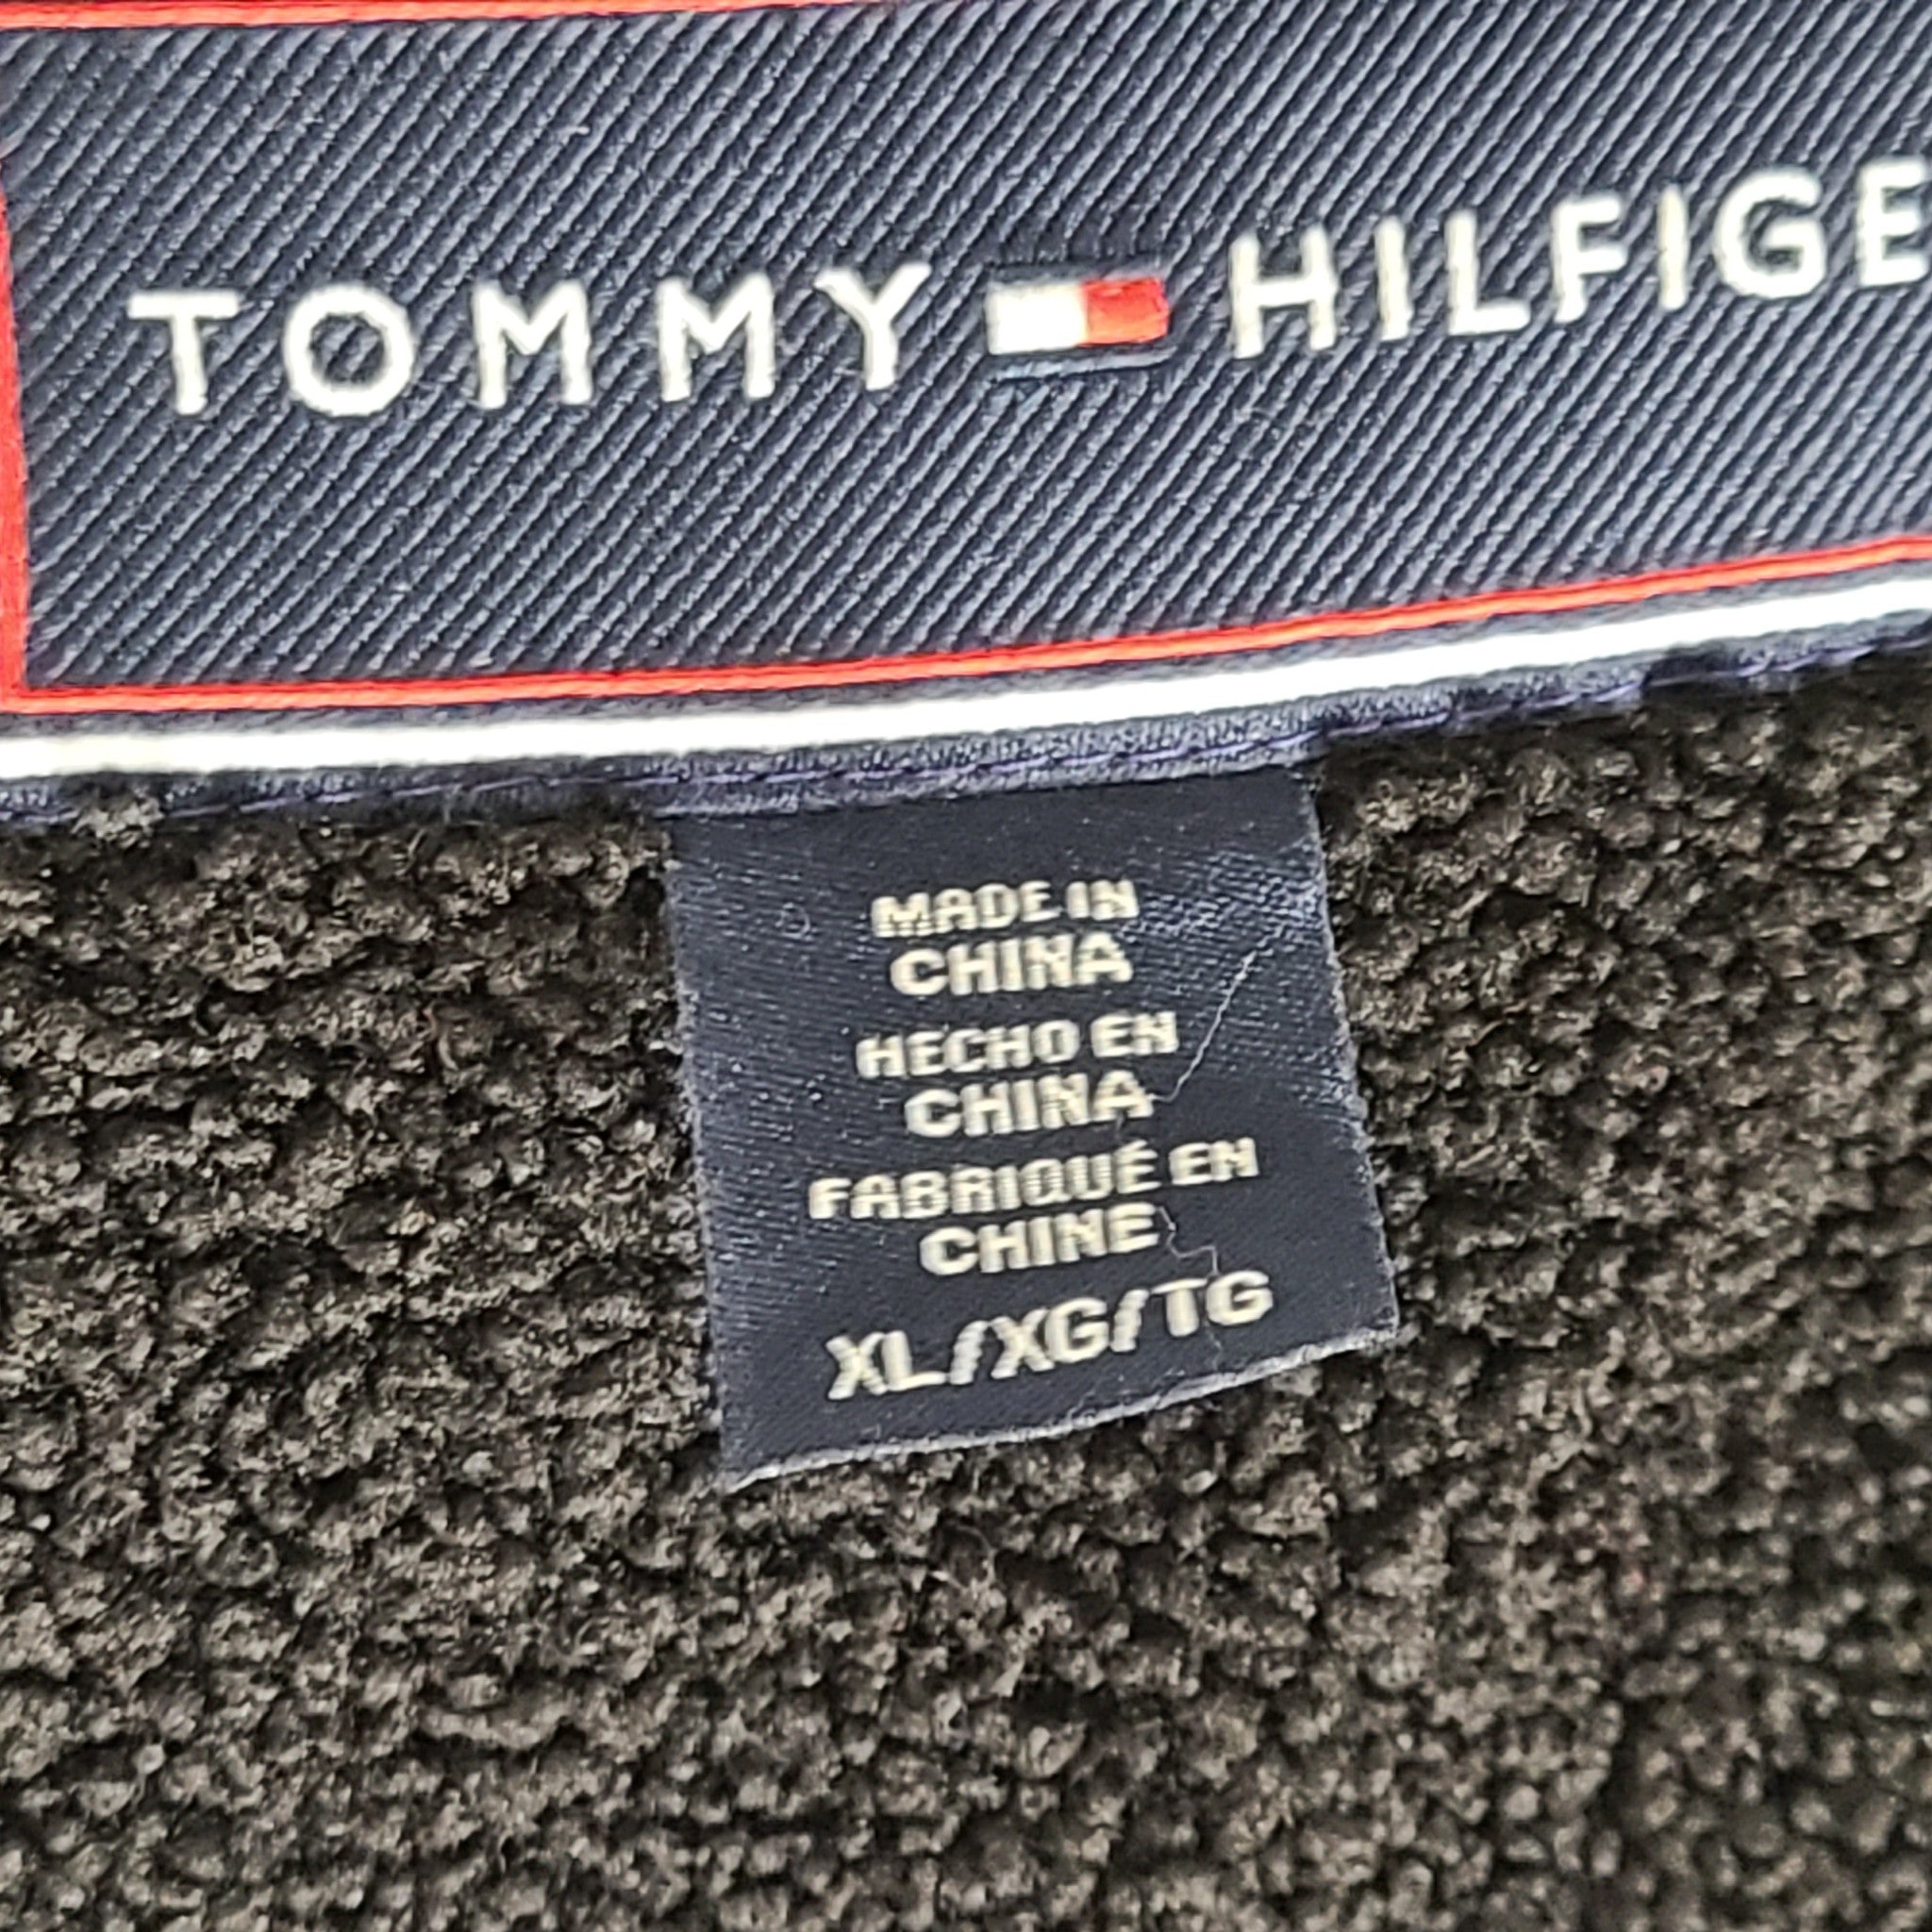 TOMMY HILFIGE
MADE IN
CHINA
HECHO EN
CHINA
FABRIQUÉ EN
CHINE
XL/XG/TG